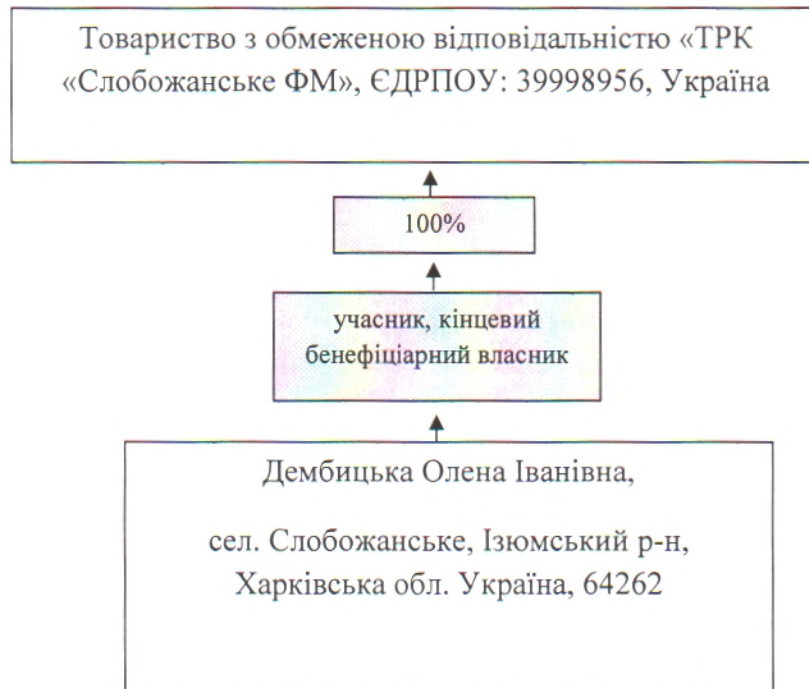 Товариство з обмеженою відповідальністю «ТРК
«Слобожанське ФМ», ЄДРПОУ: 39998956, Україна
100%
учасник, кінцевий
бенефіціарний власник
Дембицька Олена Іванівна,
сел. Слобожанське, Ізюмський р-н,
Харківська обл. Україна, 64262